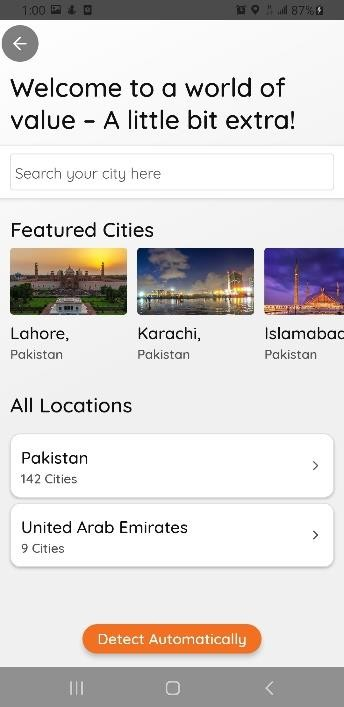 1:00
87%
Welcome to a world of
value – A little bit extra!
Search your city here
Featured Cities
Lahore,
Pakistan
Karachi,
Pakistan
Islamabad
Pakistan
All Locations
Pakistan
142 Cities
United Arab Emirates
9 Cities
Detect Automatically